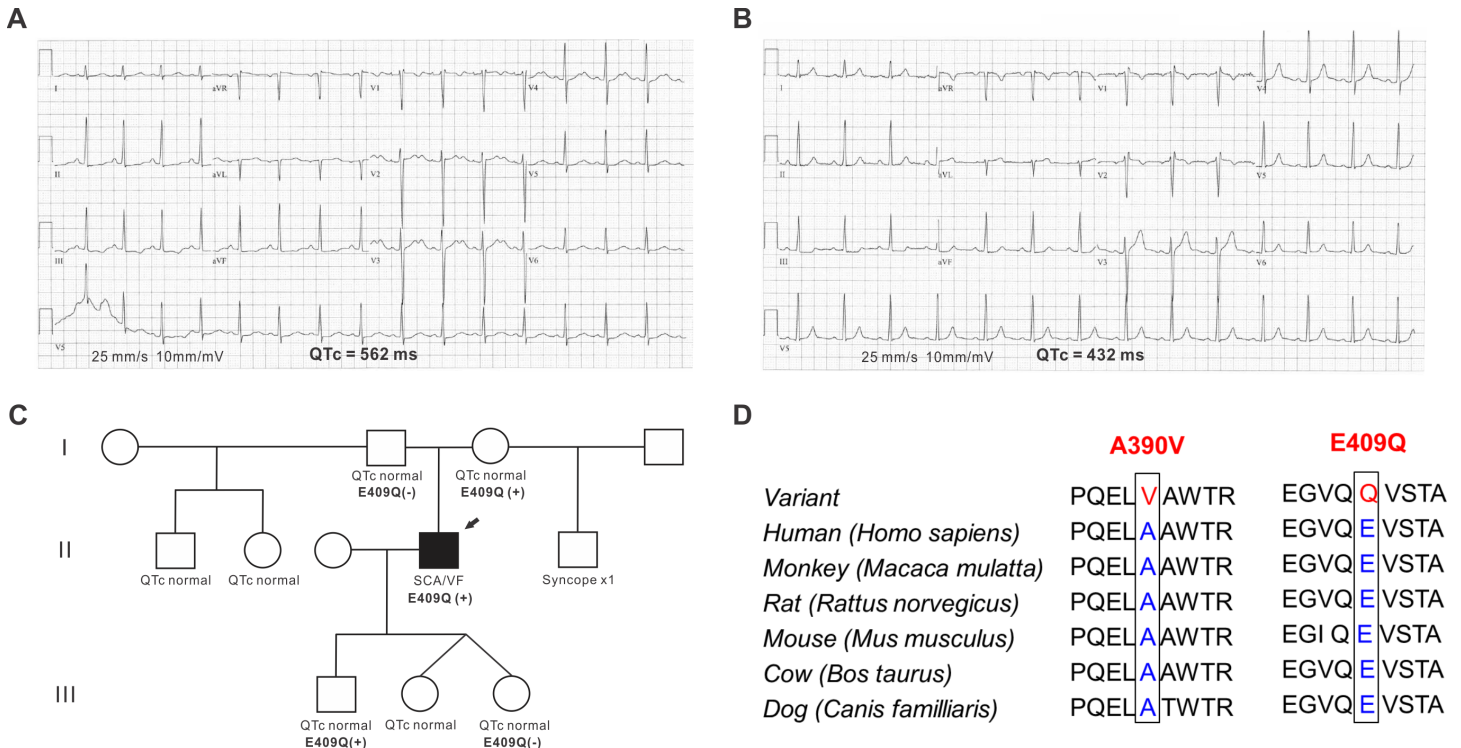 A
I aVR V1 V4
II aVL V2 V5
III aVF V3 V6
V5
25 mm/s 10mm/mV QTc = 562 ms
B
I aVR V1 V4
II aVL V2 V5
III aVF V3 V6
V5
25 mm/s 10mm/mV QTc = 432 ms
C
I
QTc normal
E409Q(-)
QTc normal
E409Q (+)
II
QTc normal
QTc normal
SCA/VF
E409Q (+)
Syncope x1
III
QTc normal
E409Q(+)
QTc normal
QTc normal
E409Q(-)
D
A390V E409Q
Variant PQELVAWTR EGVQQVSTA
Human (Homo sapiens) PQELAAWTR EGVQEVSTA
Monkey (Macaca mulatta) PQELAAWTR EGVQEVSTA
Rat (Rattus norvegicus) PQELAAWTR EGVQEVSTA
Mouse (Mus musculus) PQELAAWTR EGI Q EVSTA
Cow (Bos taurus) PQELAAWTR EGVQEVSTA
Dog (Canis familliaris) PQELATWTR EGVQEVSTA